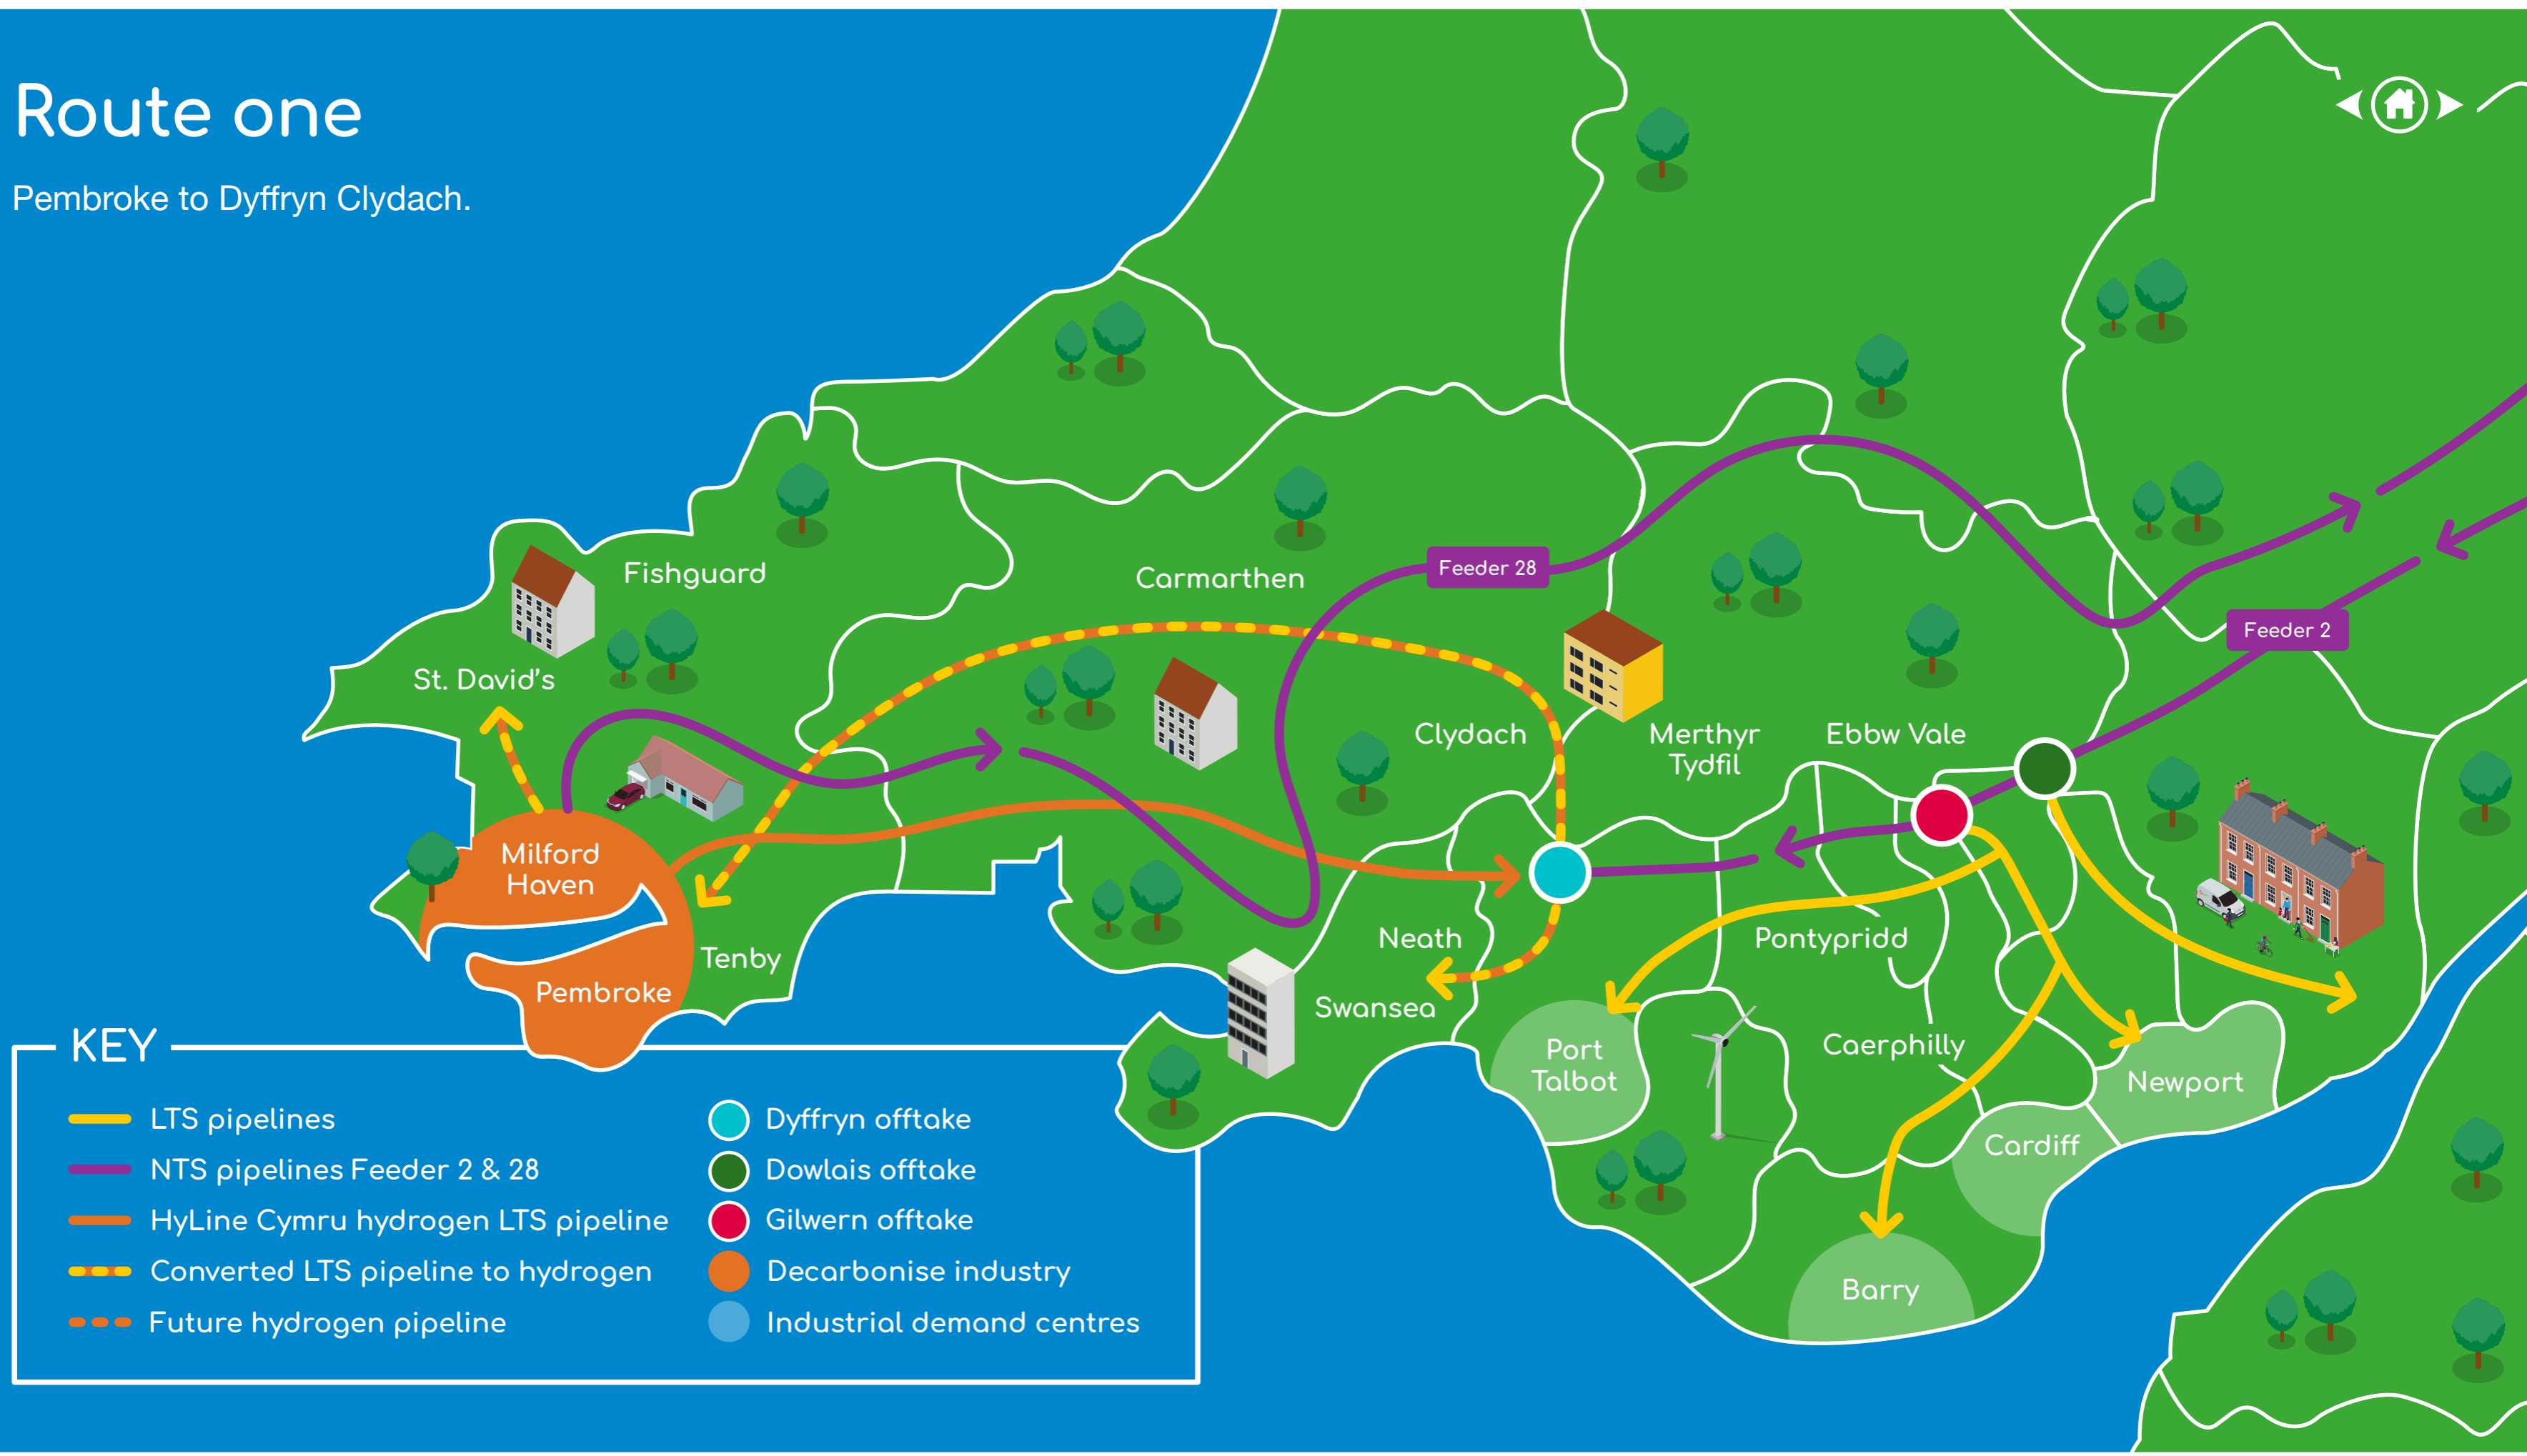 Route one
Pembroke to Dyffryn Clydach.
Feeder 28
Fishguard
Carmarthen
Feeder 2
St. David's
Clydach
Merthyr
Tydfil
Ebbw Vale
Milford
Haven
Neath
Pontypridd
Tenby
Pembroke
Swansea
Port
Talbot
Caerphilly
Newport
Cardiff
Barry
KEY
LTS pipelines
NTS pipelines Feeder 2 & 28
HyLine Cymru hydrogen LTS pipeline
Converted LTS pipeline to hydrogen
Future hydrogen pipeline
Dyffryn offtake
Dowlais offtake
Gilwern offtake
Decarbonise industry
Industrial demand centres